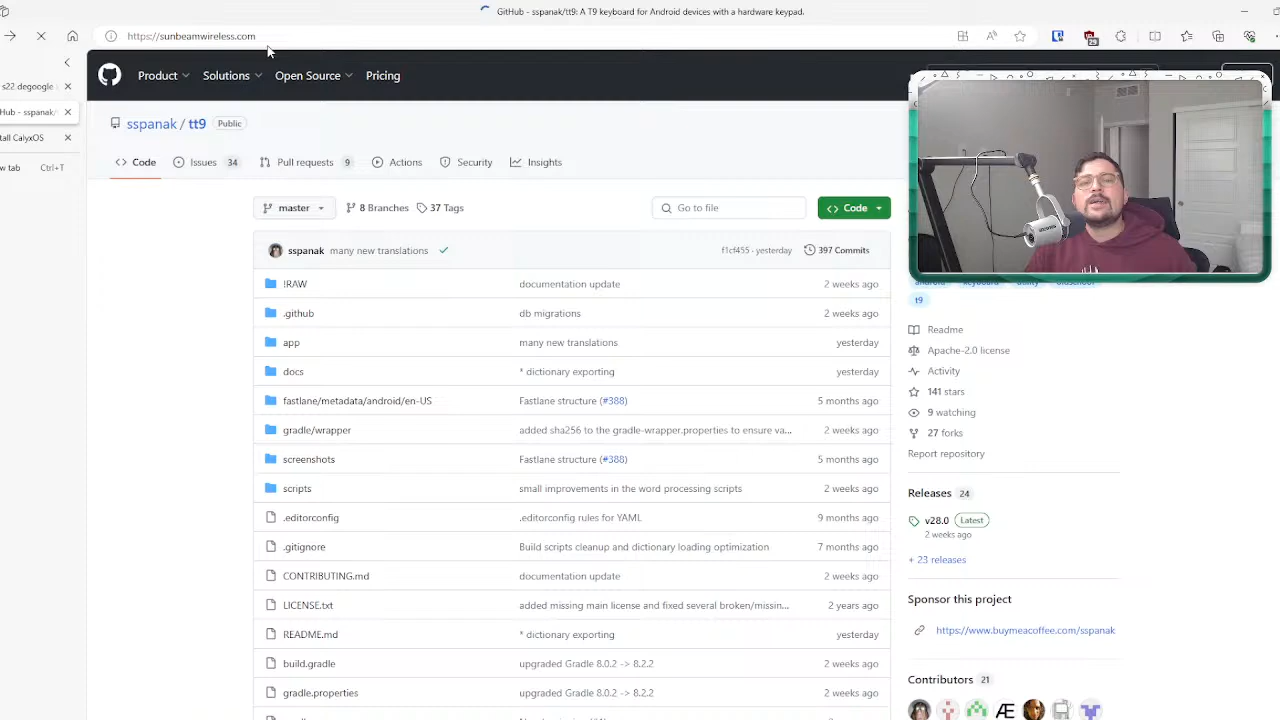 GitHub - sspanak/tt9: A T9 keyboard for Android devices with a hardware keypad.
https://sunbeamwireless.com
29
s22 degoogle
Hub - sspanak/
tall CalyxOS
w tab Ctrl+T
Product Solutions Open Source Pricing
sspanak / tt9 Public
Code Issues 34 Pull requests 9 Actions Security Insights
master 8 Branches 37 Tags Go to file Code
sspanak many new translations f1cf455 · yesterday 397 Commits
!RAW documentation update 2 weeks ago
.github db migrations 2 weeks ago
app many new translations yesterday
docs * dictionary exporting yesterday
fastlane/metadata/android/en-US Fastlane structure (#388) 5 months ago
gradle/wrapper added sha256 to the gradle-wrapper.properties to ensure va... 2 weeks ago
screenshots Fastlane structure (#388) 5 months ago
scripts small improvements in the word processing scripts 2 weeks ago
.editorconfig .editorconfig rules for YAML 9 months ago
.gitignore Build scripts cleanup and dictionary loading optimization 7 months ago
CONTRIBUTING.md documentation update 2 weeks ago
LICENSE.txt added missing main license and fixed several broken/missin... 2 years ago
README.md * dictionary exporting yesterday
build.gradle upgraded Gradle 8.0.2 -> 8.2.2 2 weeks ago
gradle.properties upgraded Gradle 8.0.2 -> 8.2.2 2 weeks ago
android keyboard utility oldschool
t9
Readme
Apache-2.0 license
Activity
141 stars
9 watching
27 forks
Report repository
Releases 24
v28.0 Latest
2 weeks ago
+ 23 releases
Sponsor this project
https://www.buymeacoffee.com/sspanak
Contributors 21